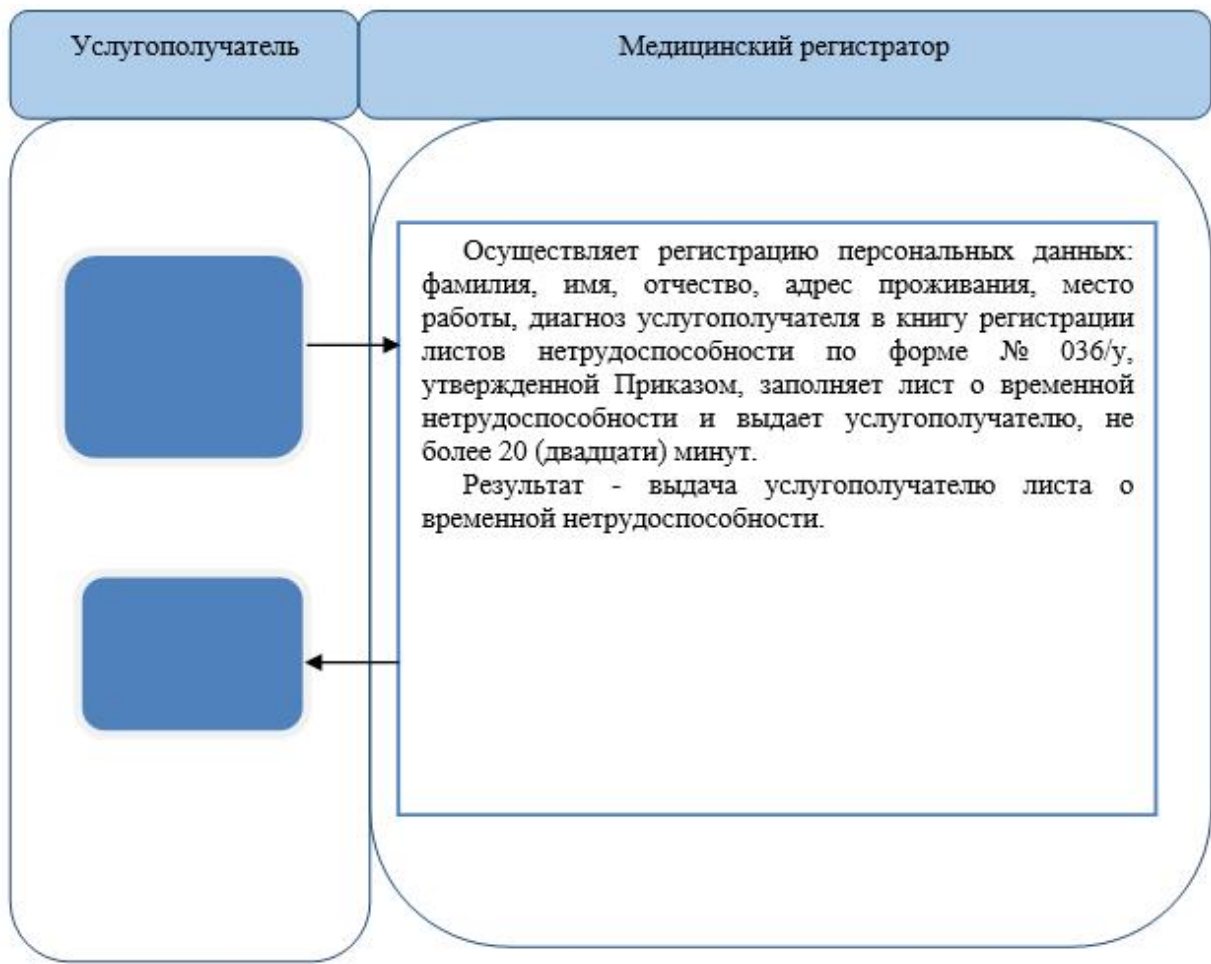 Услугополучатель
Медицинский регистратор
Осуществляет регистрацию персональных данных:
фамилия, имя, отчество, адрес проживания, место
работы, диагноз услугополучателя в книгу регистрации
листов нетрудоспособности по форме № 036/у,
утвержденной Приказом, заполняет лист о временной
нетрудоспособности и выдает услугополучателю, не
более 20 (двадцати) минут.
Результат - выдача услугополучателю листа о
временной нетрудоспособности.